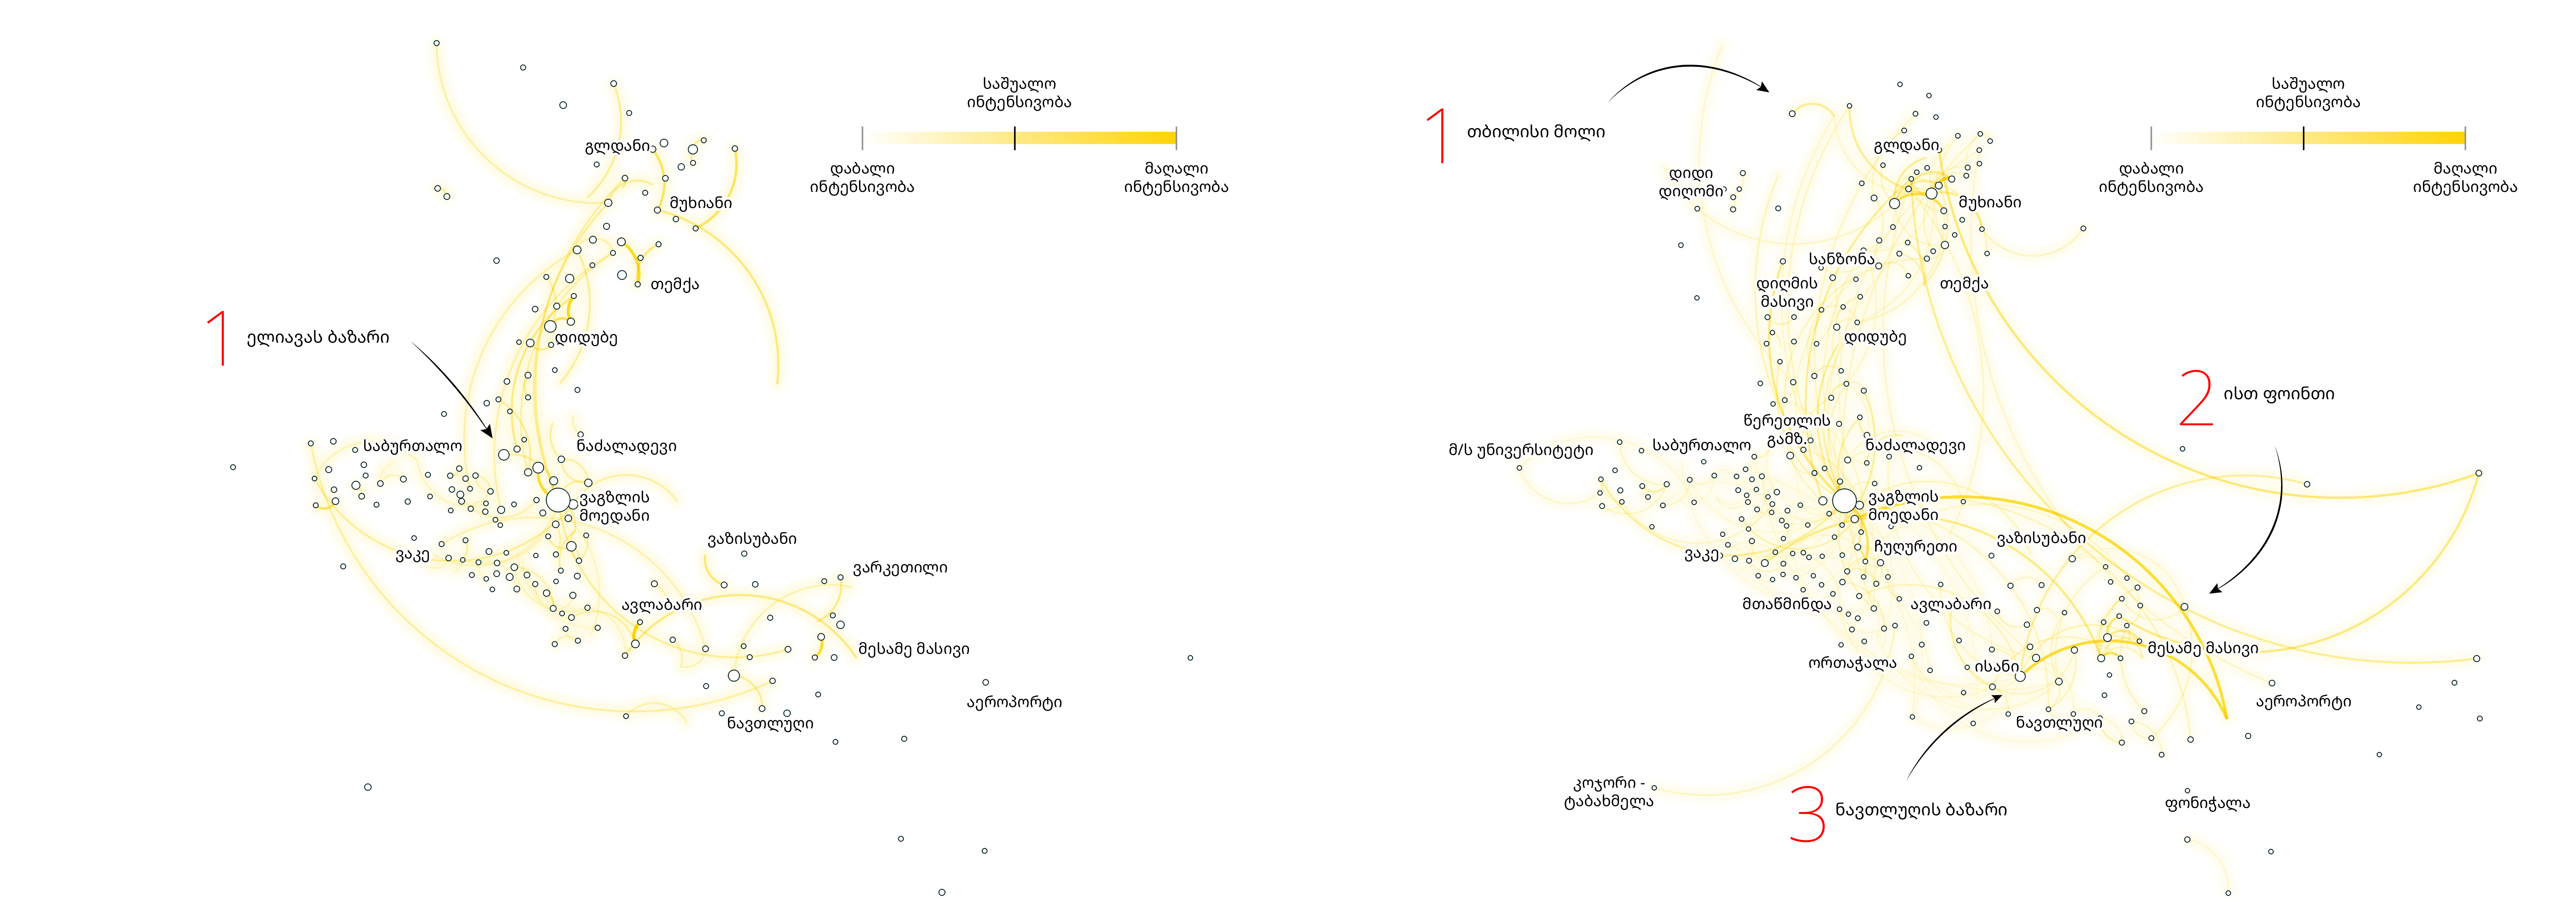 საშუალო
ინტენსივობა
დაბალი
ინტენსივობა
მაღალი
ინტენსივობა
გლდანი
მუხიანი
თემქა
1 ელიავას ბაზარი
დიდუბე
საბურთალო
ნაძალადევი
ვაგზლის
მოედანი
ვაკე
ვაზისუბანი
ვარკეთილი
ავლაბარი
მესამე მასივი
აეროპორტი
ნავთლუღი
საშუალო
ინტენსივობა
დაბალი
ინტენსივობა
მაღალი
ინტენსივობა
1 თბილისი მოლი
გლდანი
დიდი
დიღომი
მუხიანი
სანზონა
დიღმის
მასივი
თემქა
დიდუბე
2 ისთ ფოინთი
წერეთლის
გამზ.
მ/ს უნივერსიტეტი
საბურთალო
ნაძალადევი
ვაგზლის
მოედანი
ვაკე
ჩუღურეთი
ვაზისუბანი
მთაწმინდა
ავლაბარი
ორთაჭალა
ისანი
მესამე მასივი
აეროპორტი
ნავთლუღი
კოჯორი -
ტაბახმელა
3 ნავთლუღის ბაზარი
ფონიჭალა